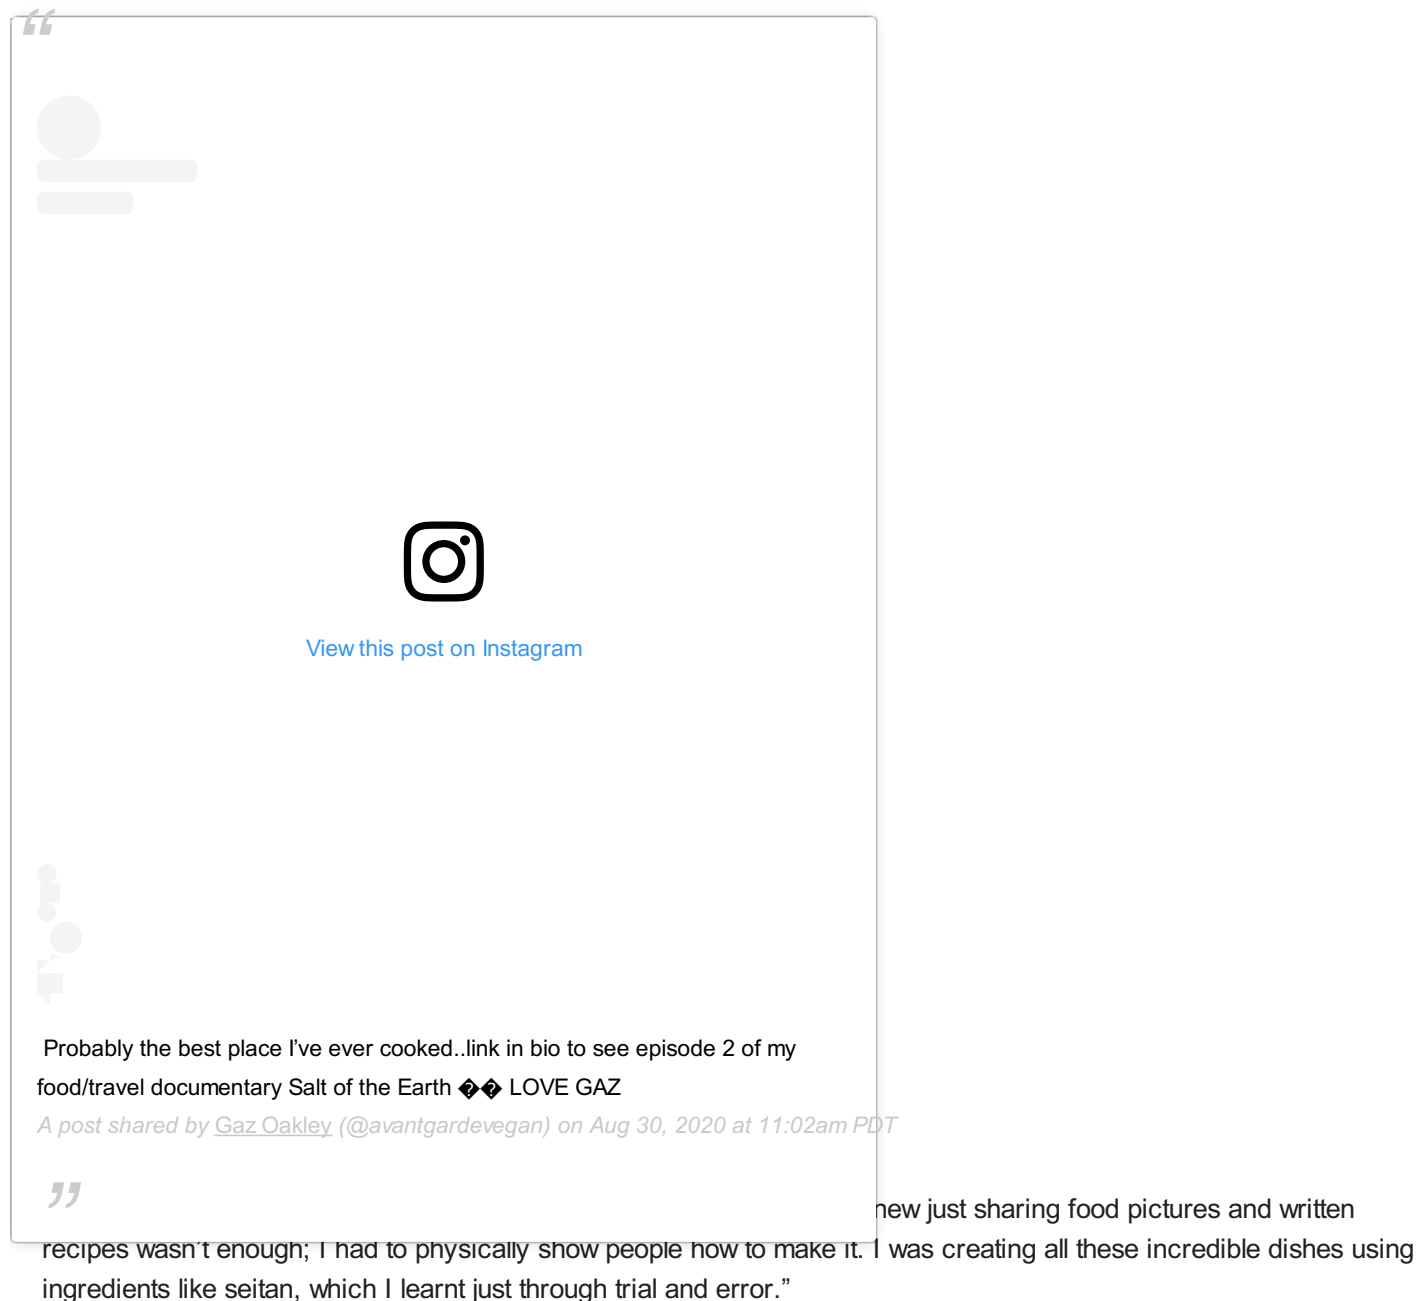 “
View this post on Instagram
Probably the best place I’ve ever cooked..link in bio to see episode 2 of my
food/travel documentary Salt of the Earth �� LOVE GAZ
A post shared by Gaz Oakley (@avantgardevegan) on Aug 30, 2020 at 11:02am PDT
”
just sharing food pictures and written
recipes wasn’t enough; I had to physically show people how to make it. I was creating all these incredible dishes using
ingredients like seitan, which I learnt just through trial and error.”